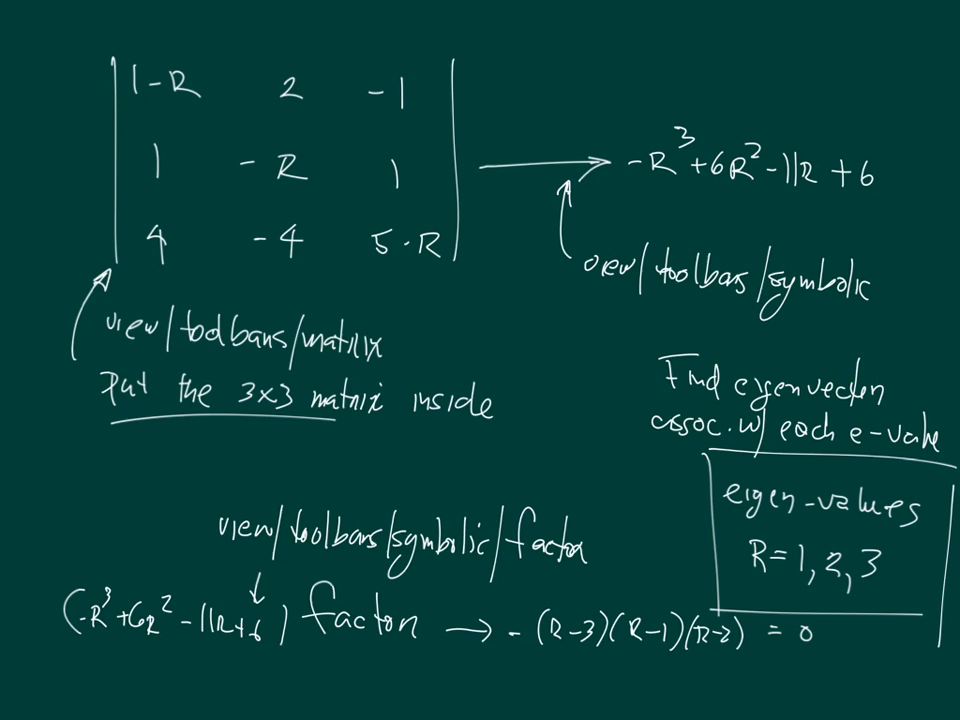 1-R 2 -1
1 -R 1
4 -4 5-R
-R³+6R²-11R+6
view/toolbars/symbolic
view/toolbars/matrix
Put the 3x3 matrix inside
Find eigenvector
assoc. w/ each e-value
eigen-values
R=1, 2, 3
view/toolbars/symbolic/factor
(-R³+6R²-11R+6) factor → -(R-3)(R-1)(R-2) = 0